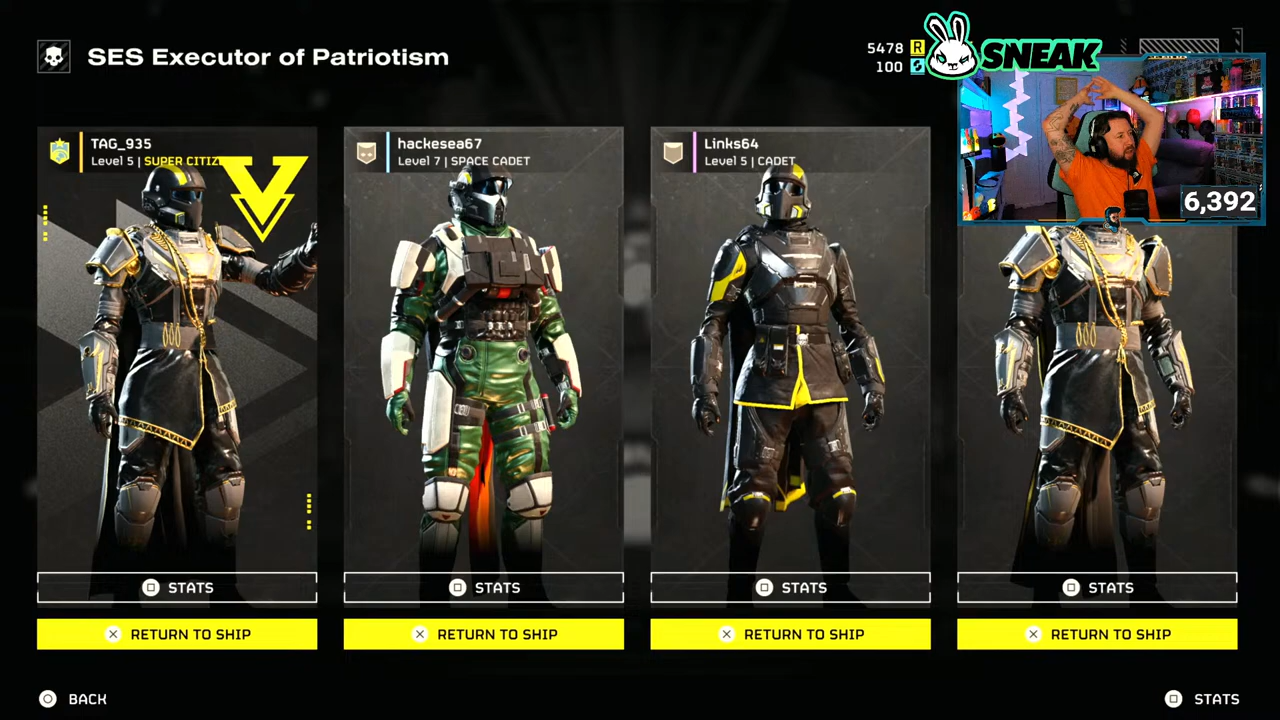 SES Executor of Patriotism
5478 R
100 S
SNEAK
6,392
TAG_935
Level 5 | SUPER CITIZ
hackesea67
Level 7 | SPACE CADET
Links64
Level 5 | CADET
STATS
STATS
STATS
STATS
RETURN TO SHIP
RETURN TO SHIP
RETURN TO SHIP
RETURN TO SHIP
BACK
STATS